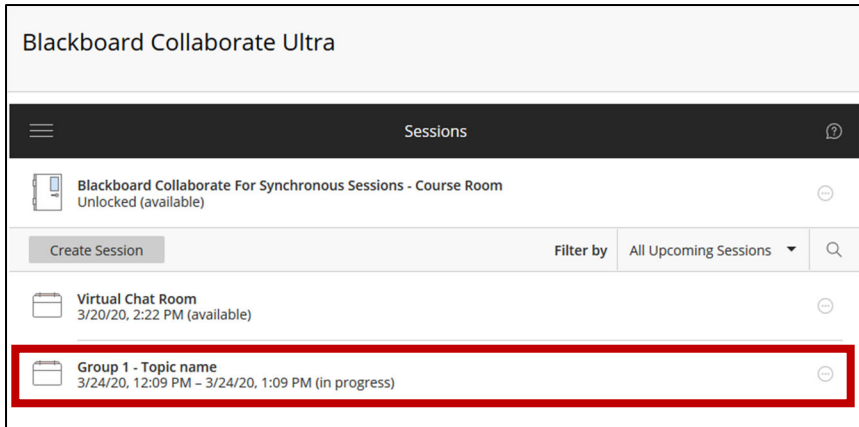 Blackboard Collaborate Ultra
Sessions
Blackboard Collaborate For Synchronous Sessions - Course Room
Unlocked (available)
Create Session
Filter by
All Upcoming Sessions
Virtual Chat Room
3/20/20, 2:22 PM (available)
Group 1 - Topic name
3/24/20, 12:09 PM – 3/24/20, 1:09 PM (in progress)